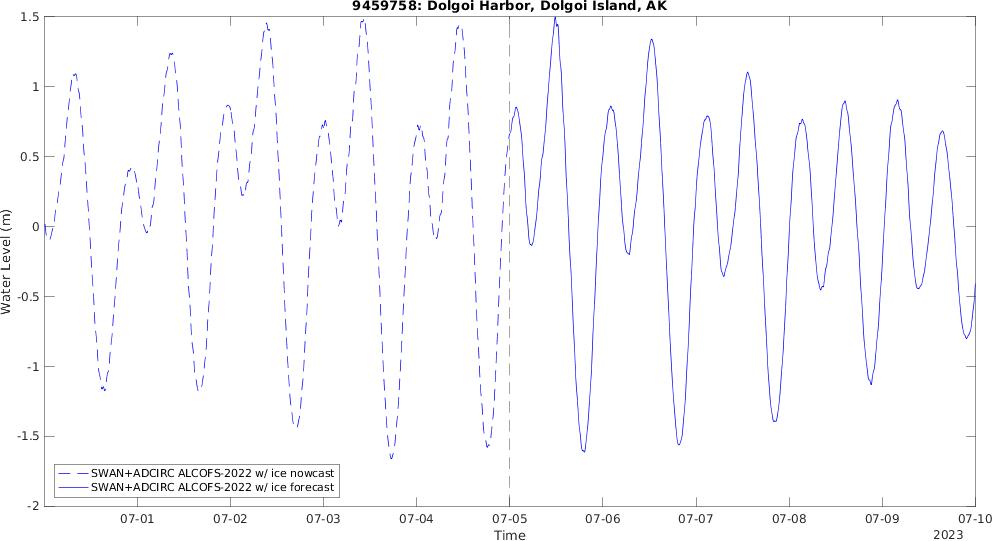 9459758: Dolgoi Harbor, Dolgoi Island, AK
1.5
1
0.5
0
-0.5
-1
-1.5
-2
Water Level (m)
SWAN+ADCIRC ALCOFS-2022 w/ ice nowcast
SWAN+ADCIRC ALCOFS-2022 w/ ice forecast
07-01 07-02 07-03 07-04 07-05 07-06 07-07 07-08 07-09 07-10
Time
2023